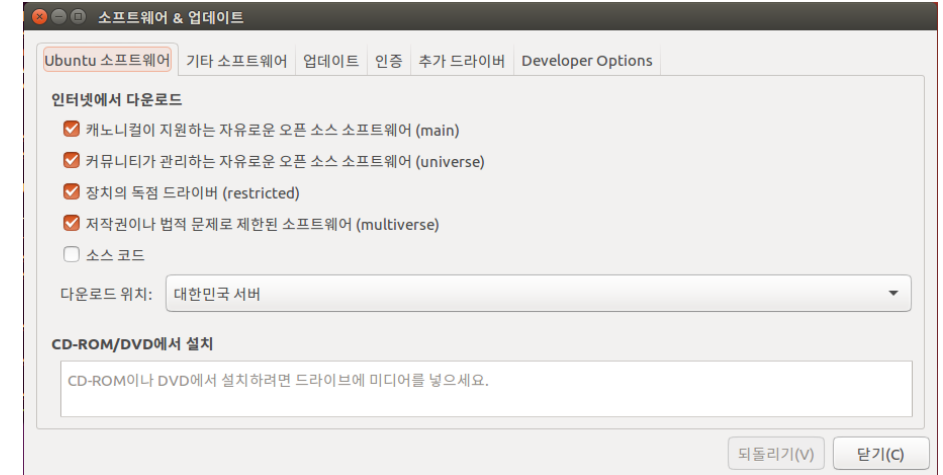 소프트웨어 & 업데이트
Ubuntu 소프트웨어 기타 소프트웨어 업데이트 인증 추가 드라이버 Developer Options
인터넷에서 다운로드
캐노니컬이 지원하는 자유로운 오픈 소스 소프트웨어 (main)
커뮤니티가 관리하는 자유로운 오픈 소스 소프트웨어 (universe)
장치의 독점 드라이버 (restricted)
저작권이나 법적 문제로 제한된 소프트웨어 (multiverse)
소스 코드
다운로드 위치: 대한민국 서버
CD-ROM/DVD에서 설치
CD-ROM이나 DVD에서 설치하려면 드라이브에 미디어를 넣으세요.
되돌리기(V) 닫기(C)